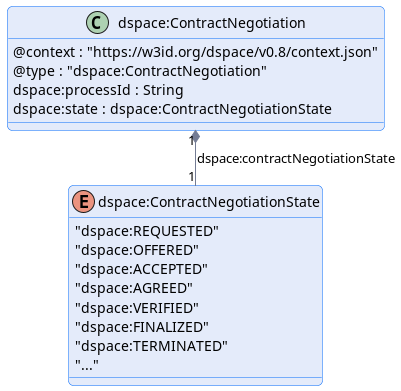 C dspace:ContractNegotiation
@context : "https://w3id.org/dspace/v0.8/context.json"
@type : "dspace:ContractNegotiation"
dspace:processId : String
dspace:state : dspace:ContractNegotiationState
1
dspace:contractNegotiationState
1
E dspace:ContractNegotiationState
"dspace:REQUESTED"
"dspace:OFFERED"
"dspace:ACCEPTED"
"dspace:AGREED"
"dspace:VERIFIED"
"dspace:FINALIZED"
"dspace:TERMINATED"
"..."